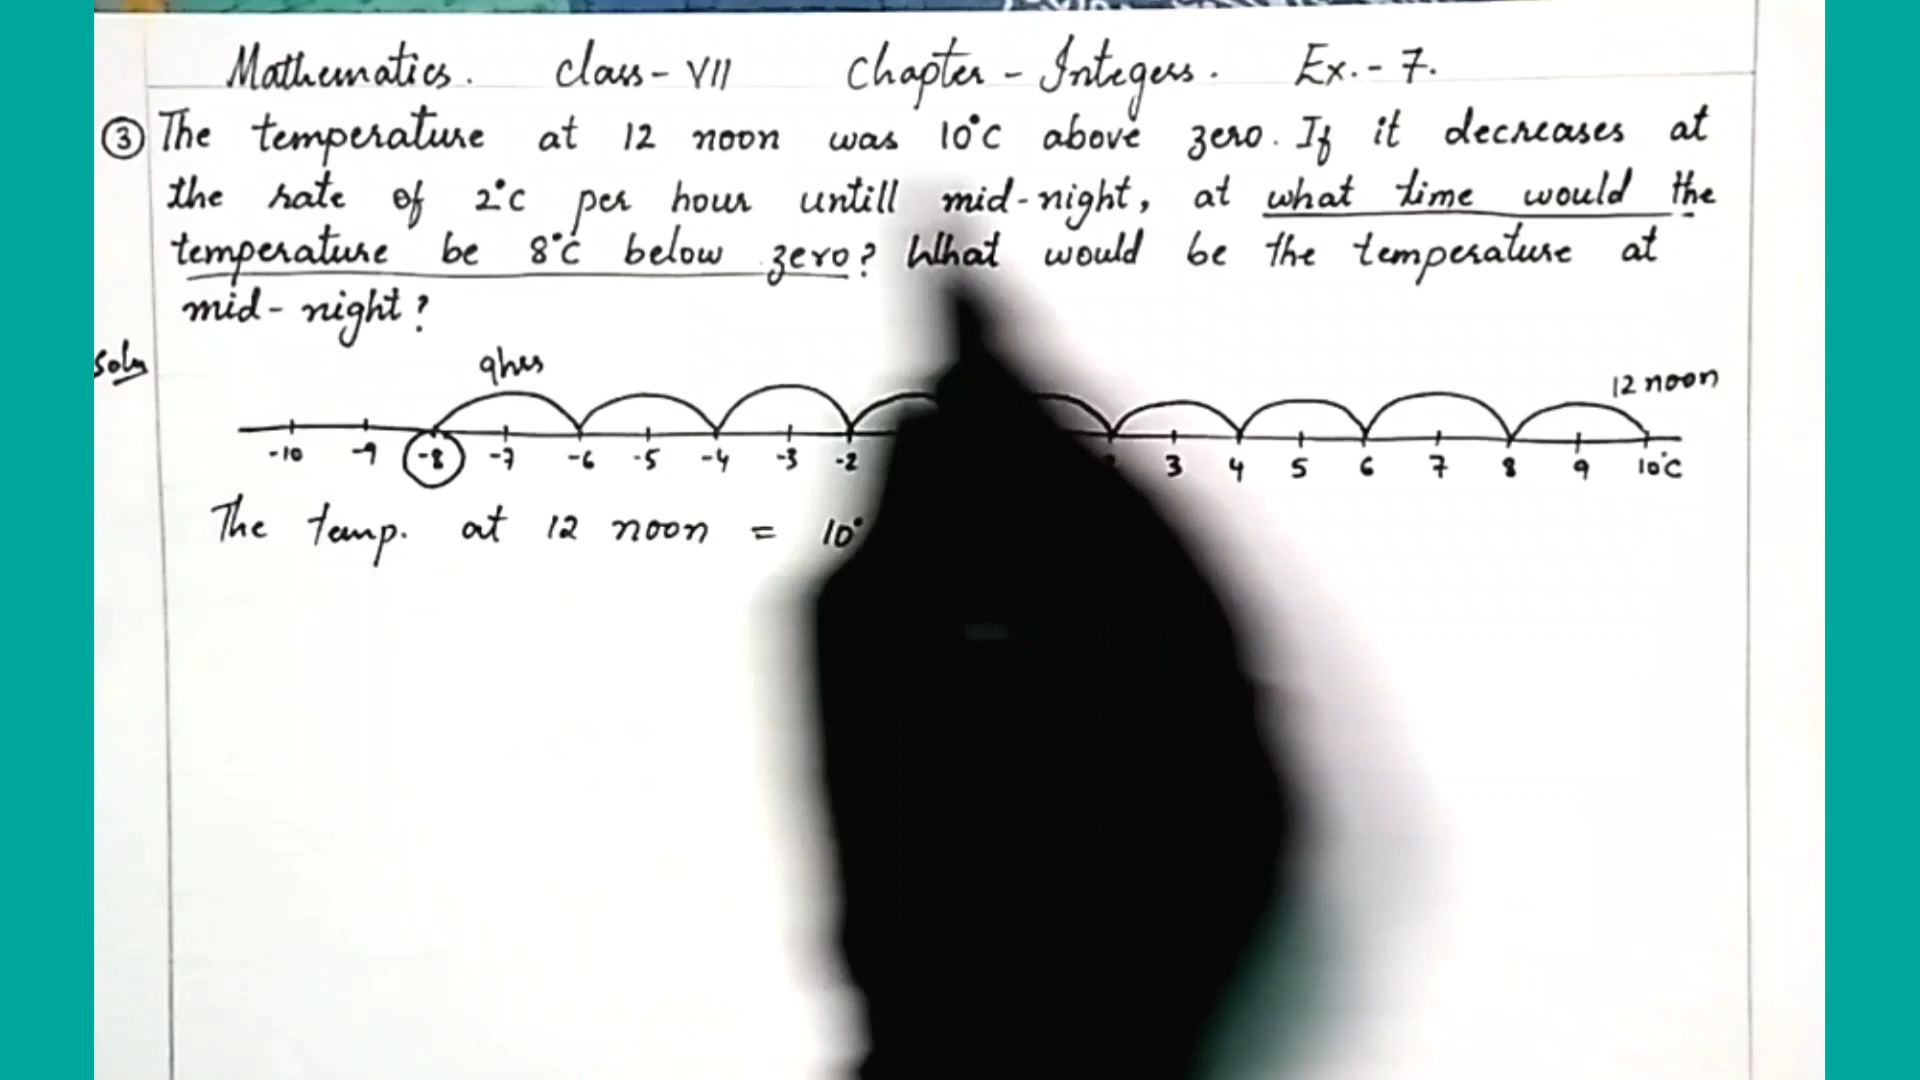 Mathematics. Class-VII Chapter - Integers. Ex.- 7.
③ The temperature at 12 noon was 10°C above zero. If it decreases at
the rate of 2°C per hour untill mid-night, at what time would the
temperature be 8°C below zero? What would be the temperature at
mid-night?
Soln
9hrs 12 noon
-10 -9 -8 -7 -6 -5 -4 -3 -2 3 4 5 6 7 8 9 10°C
The temp. at 12 noon = 10°